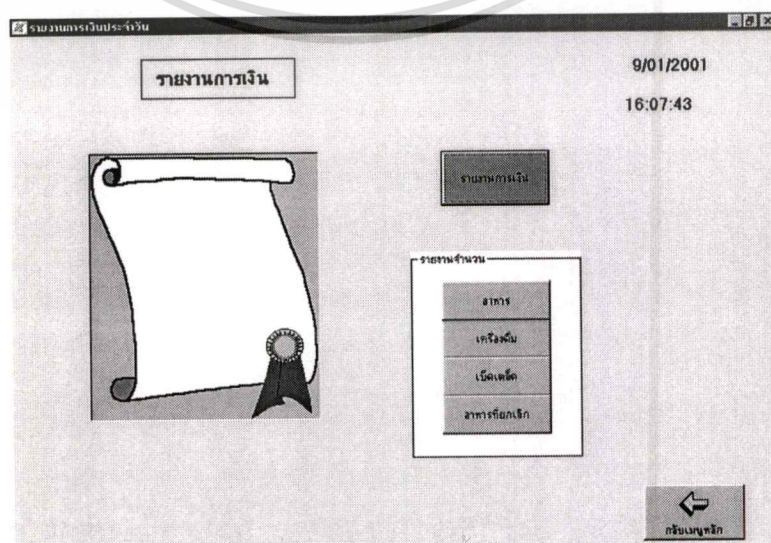 รายงานการเงินประจำวัน
รายงานการเงิน
9/01/2001
16:07:43
รายงานการเงิน
รายงานจำนวน
อาหาร
เครื่องดื่ม
เบ็ดเตล็ด
อาหารที่ยกเลิก
กลับเมนูหลัก